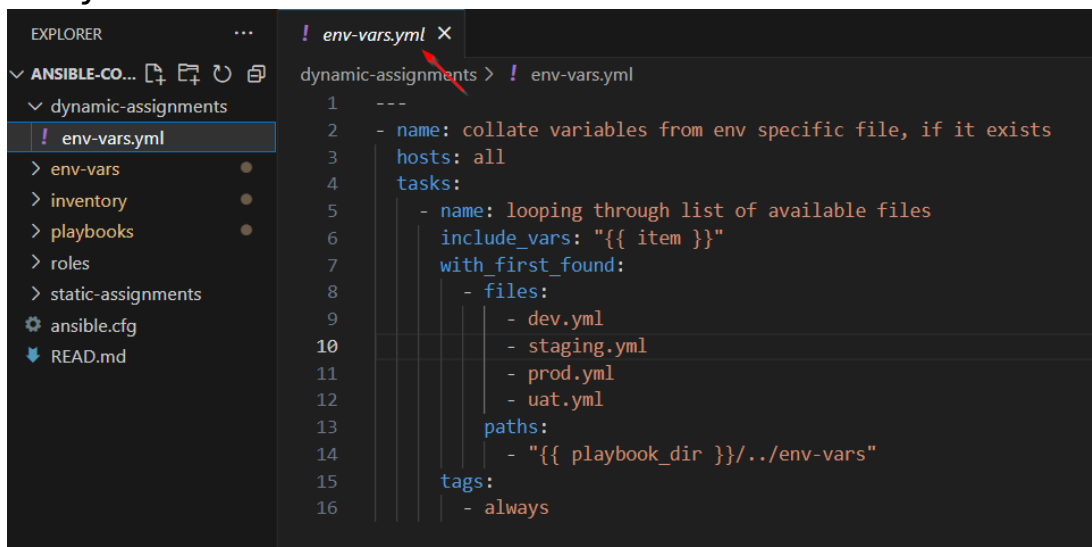 EXPLORER ...
ANSIBLE-CO...
dynamic-assignments
! env-vars.yml
env-vars
inventory
playbooks
roles
static-assignments
ansible.cfg
READ.md
! env-vars.yml
dynamic-assignments > ! env-vars.yml
1 ---
2 - name: collate variables from env specific file, if it exists
3   hosts: all
4   tasks:
5     - name: looping through list of available files
6       include_vars: "{{ item }}"
7       with_first_found:
8         - files:
9             - dev.yml
10             - staging.yml
11             - prod.yml
12             - uat.yml
13           paths:
14             - "{{ playbook_dir }}/../env-vars"
15       tags:
16         - always